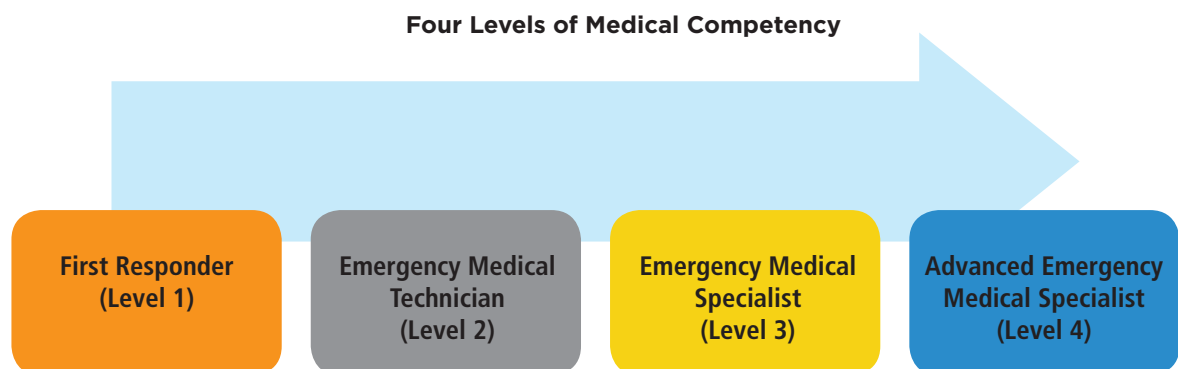 Four Levels of Medical Competency
First Responder
(Level 1)
Emergency Medical
Technician
(Level 2)
Emergency Medical
Specialist
(Level 3)
Advanced Emergency
Medical Specialist
(Level 4)